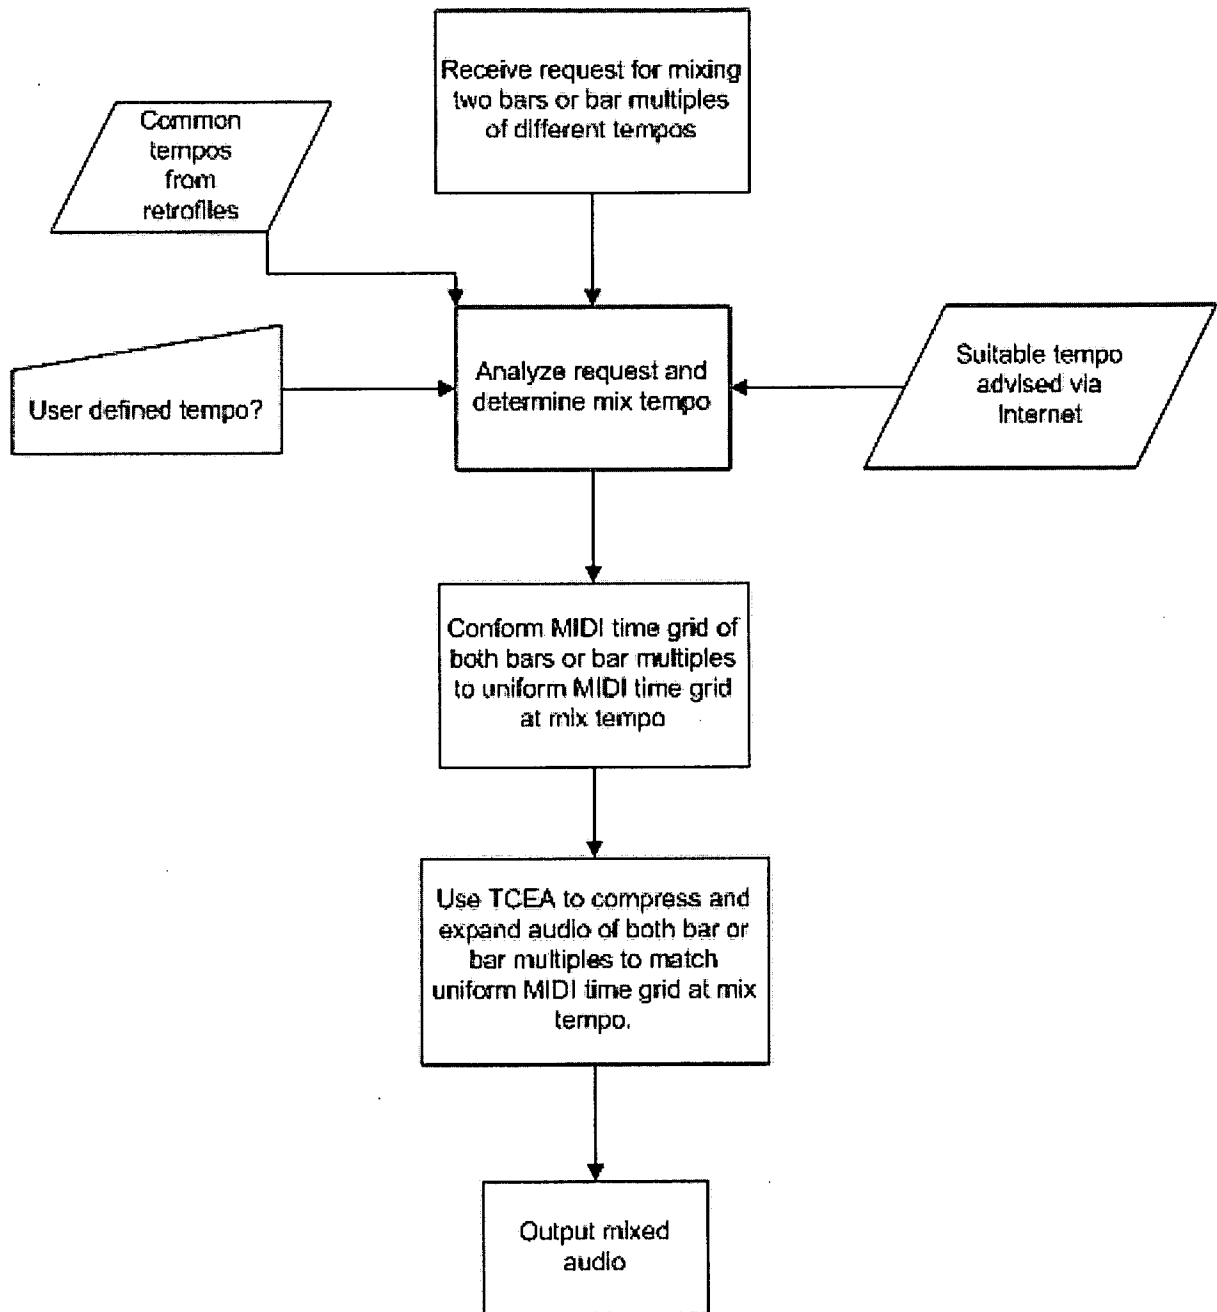 Receive request for mixing
two bars or bar multiples
of different tempos
Common
tempos
from
retrofiles
User defined tempo?
Analyze request and
determine mix tempo
Suitable tempo
advised via
Internet
Conform MIDI time grid of
both bars or bar multiples
to uniform MIDI time grid
at mix tempo
Use TCEA to compress and
expand audio of both bar or
bar multiples to match
uniform MIDI time grid at mix
tempo.
Output mixed
audio